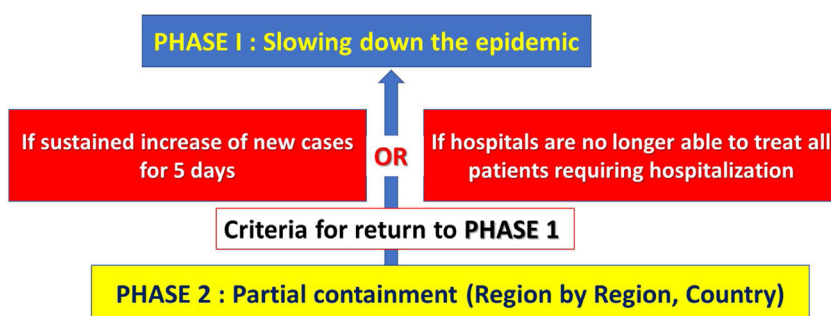 PHASE I : Slowing down the epidemic
If sustained increase of new cases
for 5 days
OR
If hospitals are no longer able to treat all
patients requiring hospitalization
Criteria for return to PHASE 1
PHASE 2 : Partial containment (Region by Region, Country)